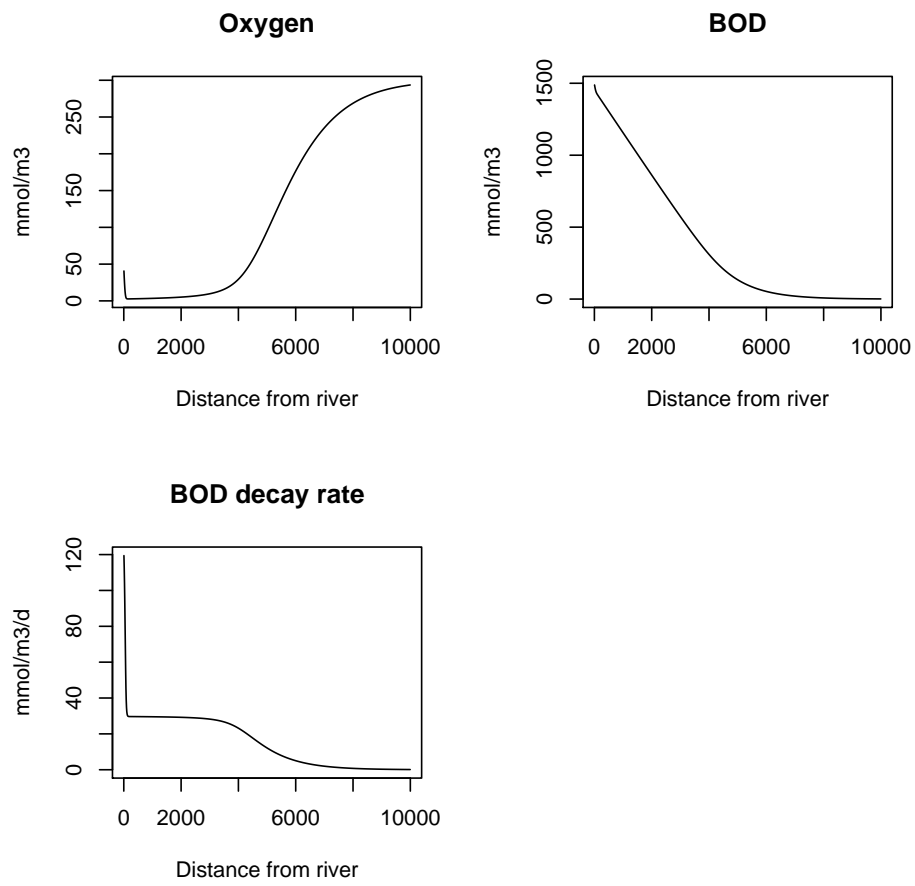 Oxygen
mmol/m3
0
50
150
250
0 2000 6000 10000
Distance from river
BOD
mmol/m3
0
500
1000
1500
0 2000 6000 10000
Distance from river
BOD decay rate
mmol/m3/d
0
40
80
120
0 2000 6000 10000
Distance from river